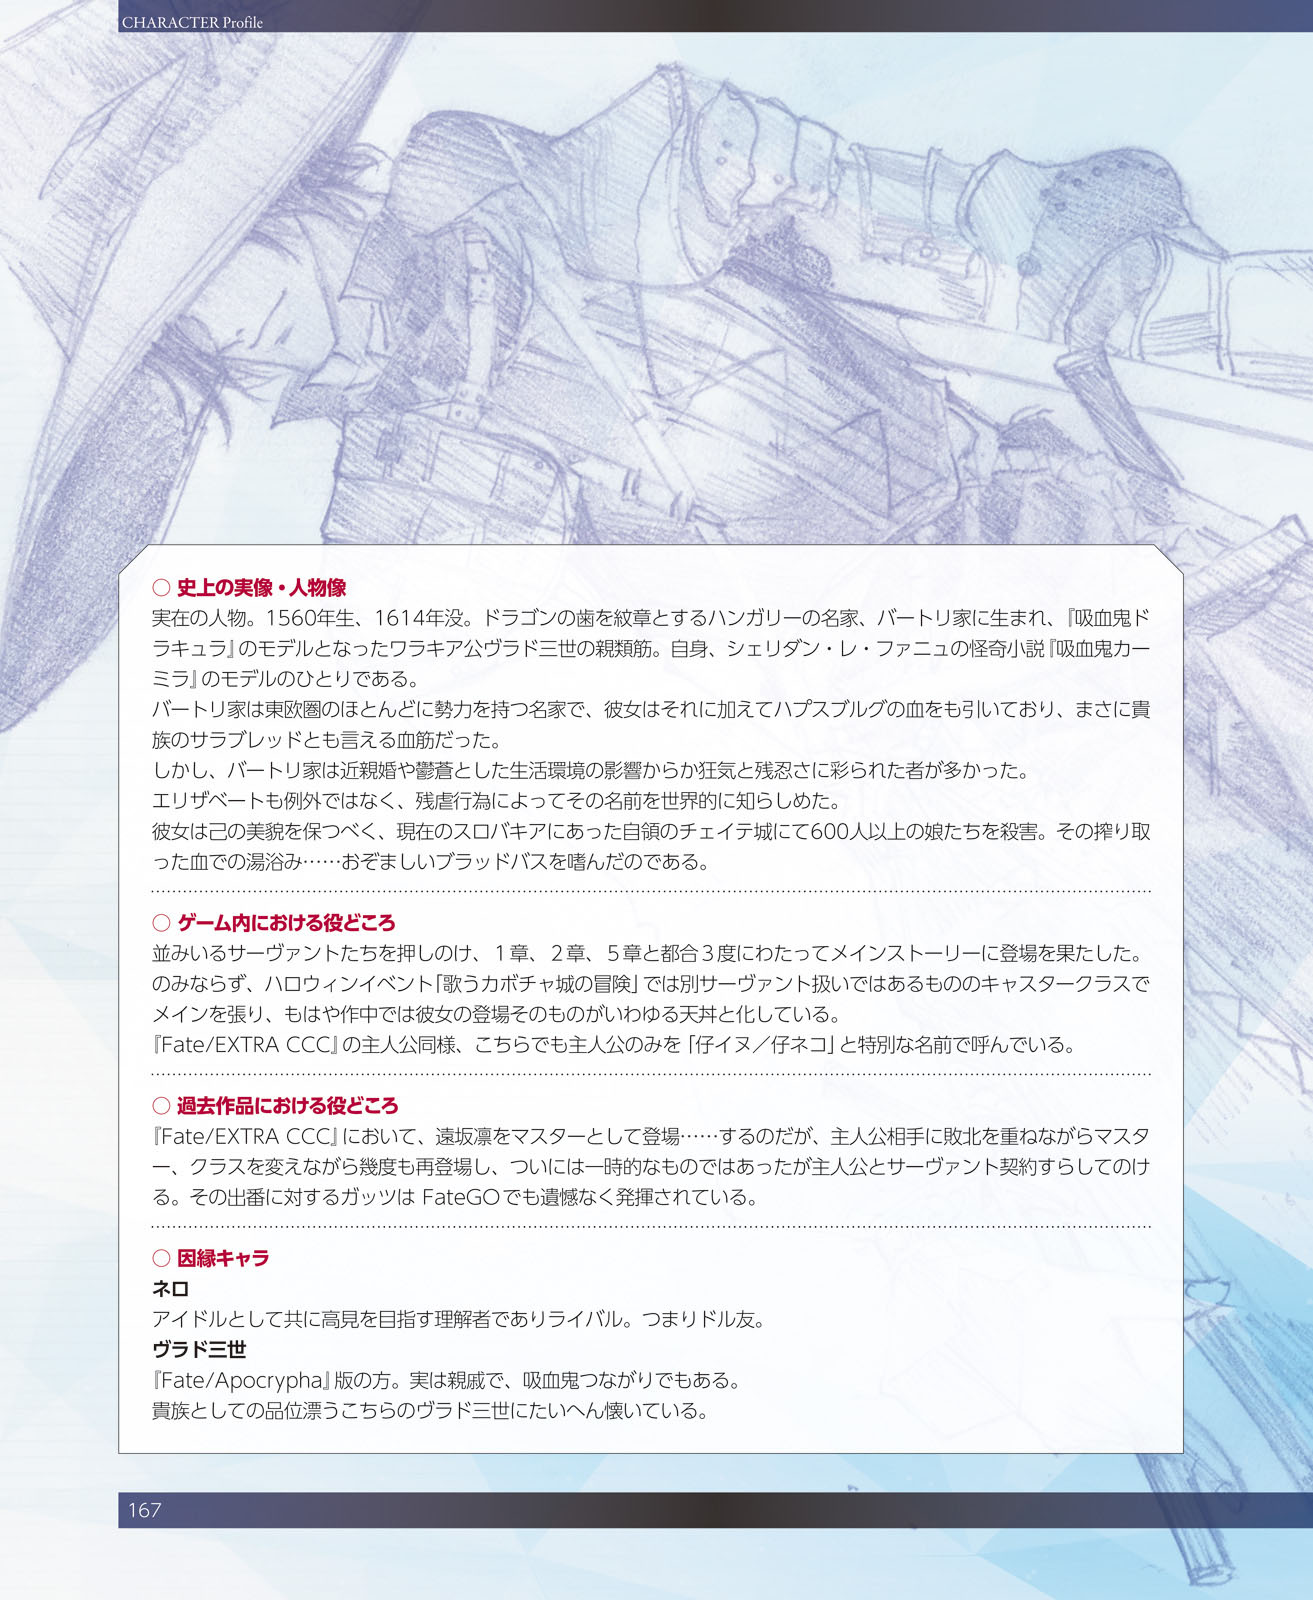 CHARACTER Profile
○ 史上の実像・人物像
実在の人物。1560年生、1614年没。ドラゴンの歯を紋章とするハンガリーの名家、バートリ家に生まれ、『吸血鬼ド
ラキュラ』のモデルとなったワラキア公ヴラド三世の親類筋。自身、シェリダン・レ・ファニュの怪奇小説『吸血鬼カー
ミラ』のモデルのひとりである。
バートリ家は東欧圏のほとんどに勢力を持つ名家で、彼女はそれに加えてハプスブルグの血をも引いており、まさに貴
族のサラブレッドとも言える血筋だった。
しかし、バートリ家は近親婚や鬱蒼とした生活環境の影響からか狂気と残忍さに彩られた者が多かった。
エリザベートも例外ではなく、残虐行為によってその名前を世界的に知らしめた。
彼女は己の美貌を保つべく、現在のスロバキアにあった自領のチェイテ城にて600人以上の娘たちを殺害。その搾り取
った血での湯浴み……おぞましいブラッドバスを嗜んだのである。
○ ゲーム内における役どころ
並みいるサーヴァントたちを押しのけ、1章、2章、5章と都合3度にわたってメインストーリーに登場を果たした。
のみならず、ハロウィンイベント「歌うカボチャ城の冒険」では別サーヴァント扱いではあるもののキャスタークラスで
メインを張り、もはや作中では彼女の登場そのものがいわゆる天丼と化している。
『Fate/EXTRA CCC』の主人公同様、こちらでも主人公のみを「仔イヌ／仔ネコ」と特別な名前で呼んでいる。
○ 過去作品における役どころ
『Fate/EXTRA CCC』において、遠坂凛をマスターとして登場……するのだが、主人公相手に敗北を重ねながらマスタ
ー、クラスを変えながら幾度も再登場し、ついには一時的なものではあったが主人公とサーヴァント契約すらしてのけ
る。その出番に対するガッツは FateGOでも遺憾なく発揮されている。
○ 因縁キャラ
ネロ
アイドルとして共に高見を目指す理解者でありライバル。つまりドル友。
ヴラド三世
『Fate/Apocrypha』版の方。実は親戚で、吸血鬼つながりでもある。
貴族としての品位漂うこちらのヴラド三世にたいへん懐いている。
167